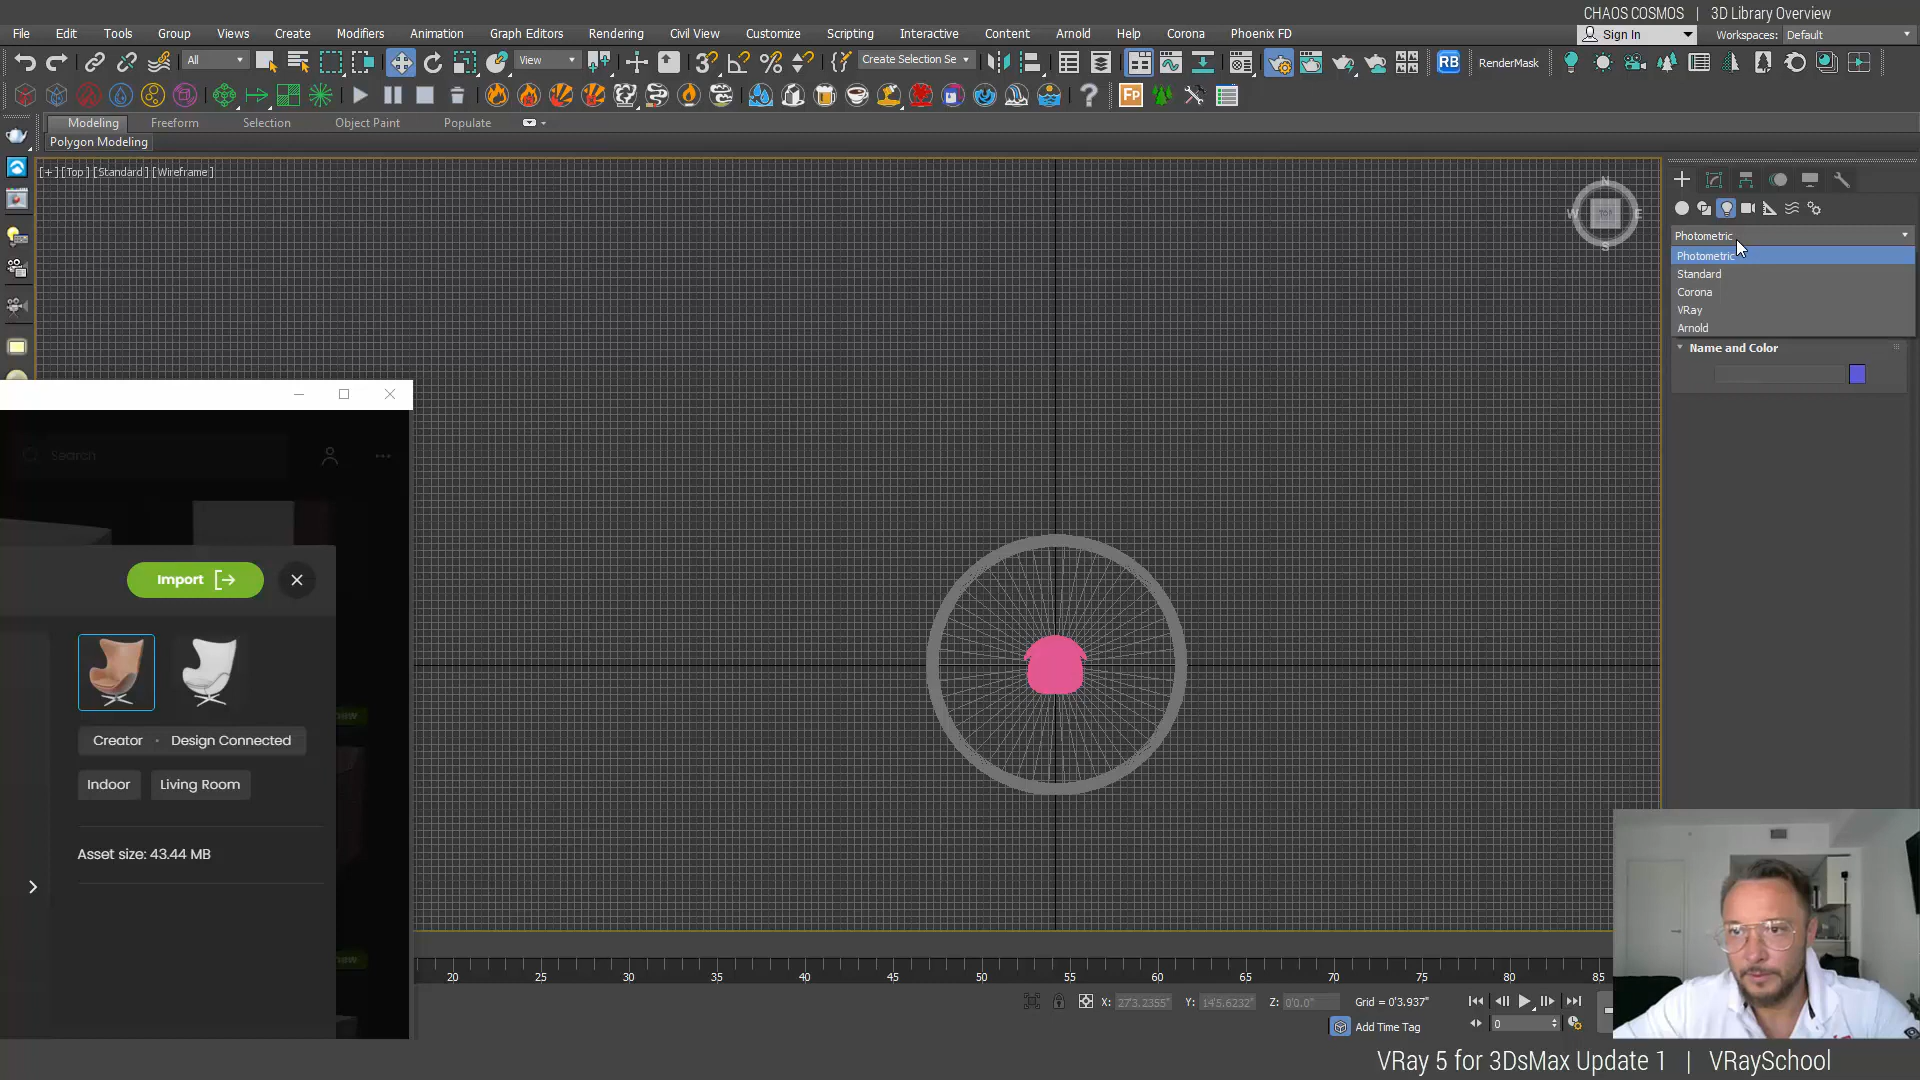 CHAOS COSMOS | 3D Library Overview
File Edit Tools Group Views Create Modifiers Animation Graph Editors Rendering Civil View Customize Scripting Interactive Content Arnold Help Corona Phoenix FD
Sign In Workspaces: Default
All View Create Selection Se RB RenderMask
Fp
Modeling Freeform Selection Object Paint Populate
Polygon Modeling
[+] [Top] [Standard] [Wireframe]
N
W TOP E
S
Photometric
Photometric
Standard
Corona
VRay
Arnold
Name and Color
Search
Import
Creator · Design Connected
Indoor Living Room
Asset size: 43.44 MB
20 25 30 35 40 45 50 55 60 65 70 75 80 85
X: 27'3.2355" Y: 14'5.6232" Z: 0'0.0" Grid = 0'3.937"
Add Time Tag 0
VRay 5 for 3DsMax Update 1 | VRaySchool